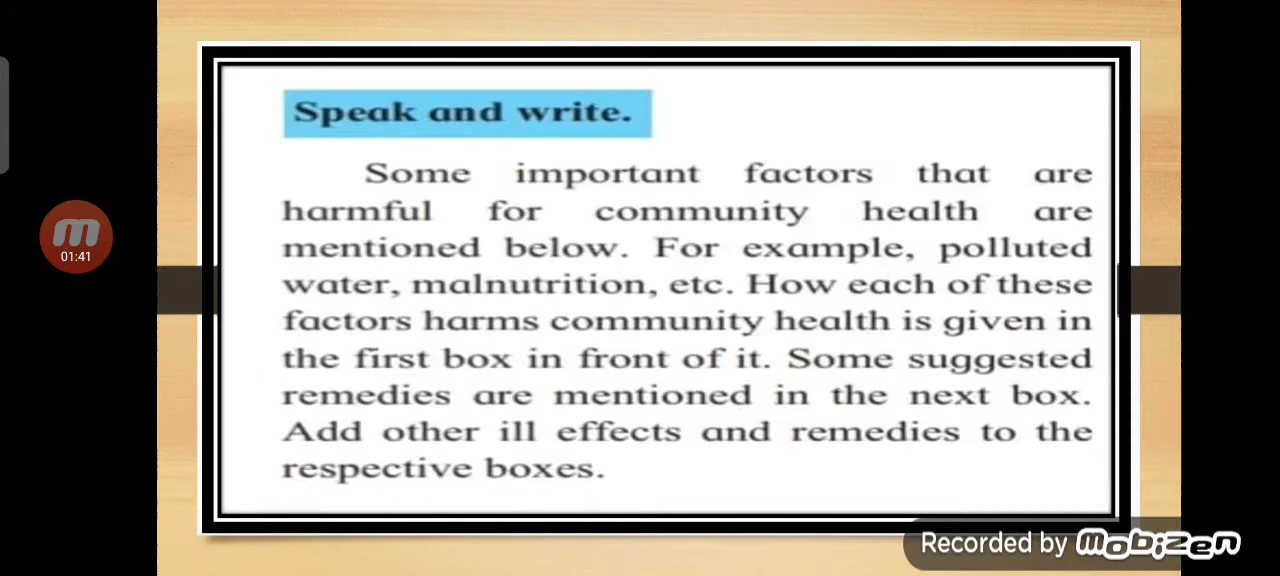 Speak and write.
Some important factors that are
harmful for community health are
mentioned below. For example, polluted
water, malnutrition, etc. How each of these
factors harms community health is given in
the first box in front of it. Some suggested
remedies are mentioned in the next box.
Add other ill effects and remedies to the
respective boxes.
m
01:41
Recorded by mobizen